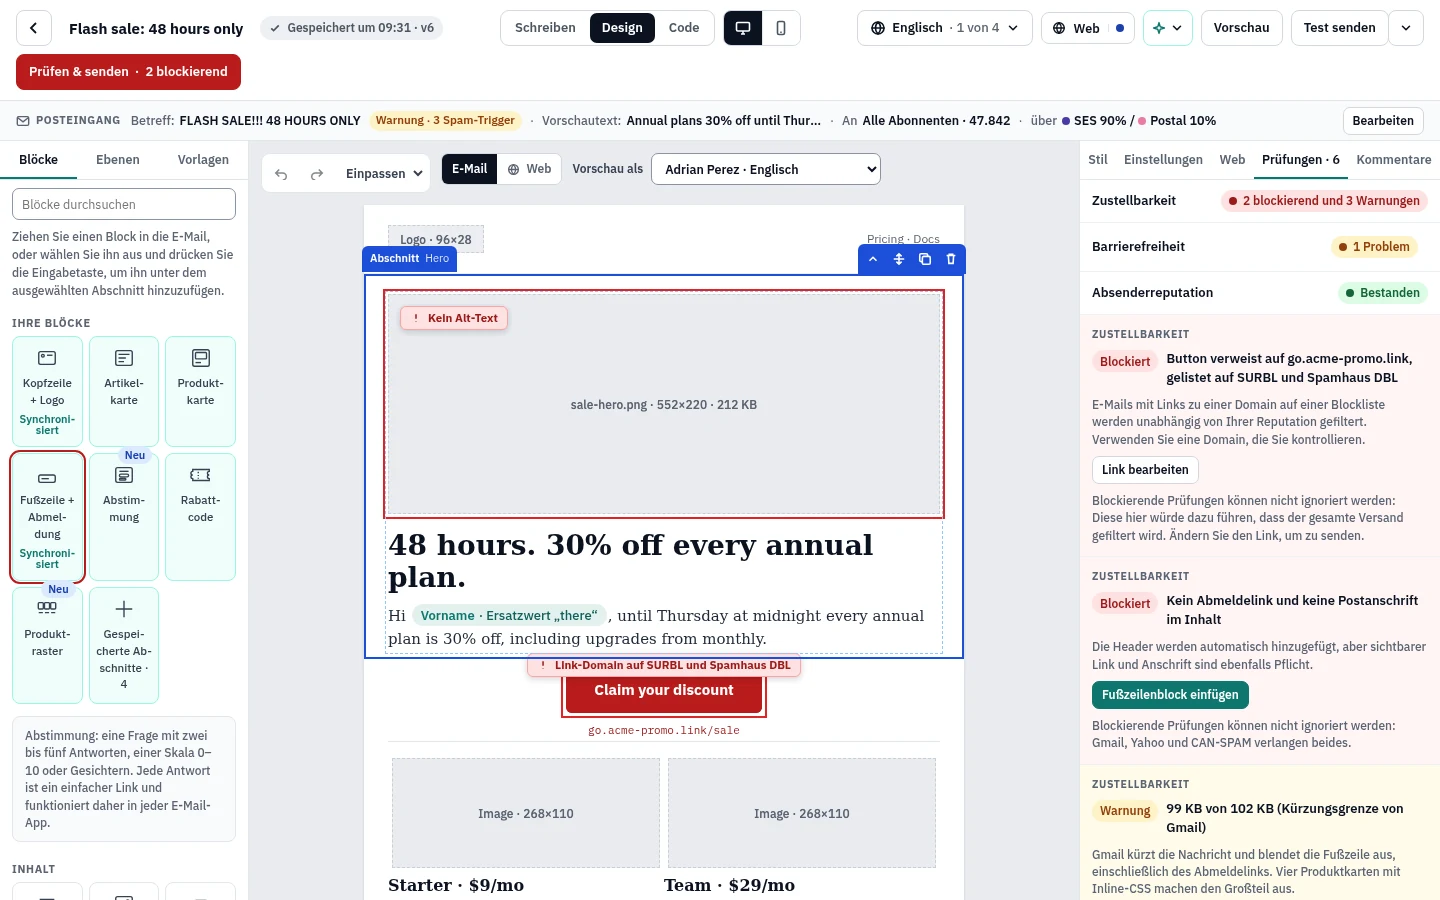 Flash sale: 48 hours only
Gespeichert um 09:31 · v6
Schreiben
Design
Code
Englisch · 1 von 4
Web
Vorschau
Test senden
Prüfen & senden · 2 blockierend
POSTEINGANG
Betreff: FLASH SALE!!! 48 HOURS ONLY
Warnung · 3 Spam-Trigger
· Vorschautext: Annual plans 30% off until Thur…
· An Alle Abonnenten · 47.842
· über SES 90% / Postal 10%
Bearbeiten
Blöcke
Ebenen
Vorlagen
Blöcke durchsuchen
Ziehen Sie einen Block in die E-Mail,
oder wählen Sie ihn aus und drücken Sie
die Eingabetaste, um ihn unter dem
ausgewählten Abschnitt hinzuzufügen.
IHRE BLÖCKE
Kopfzeile
+ Logo
Synchroni-
siert
Artikel-
karte
Produkt-
karte
Fußzeile +
Abmel-
dung
Synchroni-
siert
Neu
Abstim-
mung
Rabatt-
code
Neu
Produkt-
raster
Gespei-
cherte Ab-
schnitte ·
4
Abstimmung: eine Frage mit zwei
bis fünf Antworten, einer Skala 0–
10 oder Gesichtern. Jede Antwort
ist ein einfacher Link und
funktioniert daher in jeder E-Mail-
App.
INHALT
Einpassen
E-Mail
Web
Vorschau als
Adrian Perez · Englisch
Logo · 96×28
Pricing · Docs
Abschnitt Hero
! Kein Alt-Text
sale-hero.png · 552×220 · 212 KB
48 hours. 30% off every annual
plan.
Hi Vorname · Ersatzwert „there“ , until Thursday at midnight every annual
plan is 30% off, including upgrades from monthly.
! Link-Domain auf SURBL und Spamhaus DBL
Claim your discount
go.acme-promo.link/sale
Image · 268×110
Image · 268×110
Starter · $9/mo
Team · $29/mo
Stil
Einstellungen
Web
Prüfungen · 6
Kommentare
Zustellbarkeit
2 blockierend und 3 Warnungen
Barrierefreiheit
1 Problem
Absenderreputation
Bestanden
ZUSTELLBARKEIT
Blockiert
Button verweist auf go.acme-promo.link,
gelistet auf SURBL und Spamhaus DBL
E-Mails mit Links zu einer Domain auf einer Blockliste
werden unabhängig von Ihrer Reputation gefiltert.
Verwenden Sie eine Domain, die Sie kontrollieren.
Link bearbeiten
Blockierende Prüfungen können nicht ignoriert werden:
Diese hier würde dazu führen, dass der gesamte Versand
gefiltert wird. Ändern Sie den Link, um zu senden.
ZUSTELLBARKEIT
Blockiert
Kein Abmeldelink und keine Postanschrift
im Inhalt
Die Header werden automatisch hinzugefügt, aber sichtbarer
Link und Anschrift sind ebenfalls Pflicht.
Fußzeilenblock einfügen
Blockierende Prüfungen können nicht ignoriert werden:
Gmail, Yahoo und CAN-SPAM verlangen beides.
ZUSTELLBARKEIT
Warnung
99 KB von 102 KB (Kürzungsgrenze von
Gmail)
Gmail kürzt die Nachricht und blendet die Fußzeile aus,
einschließlich des Abmeldelinks. Vier Produktkarten mit
Inline-CSS machen den Großteil aus.